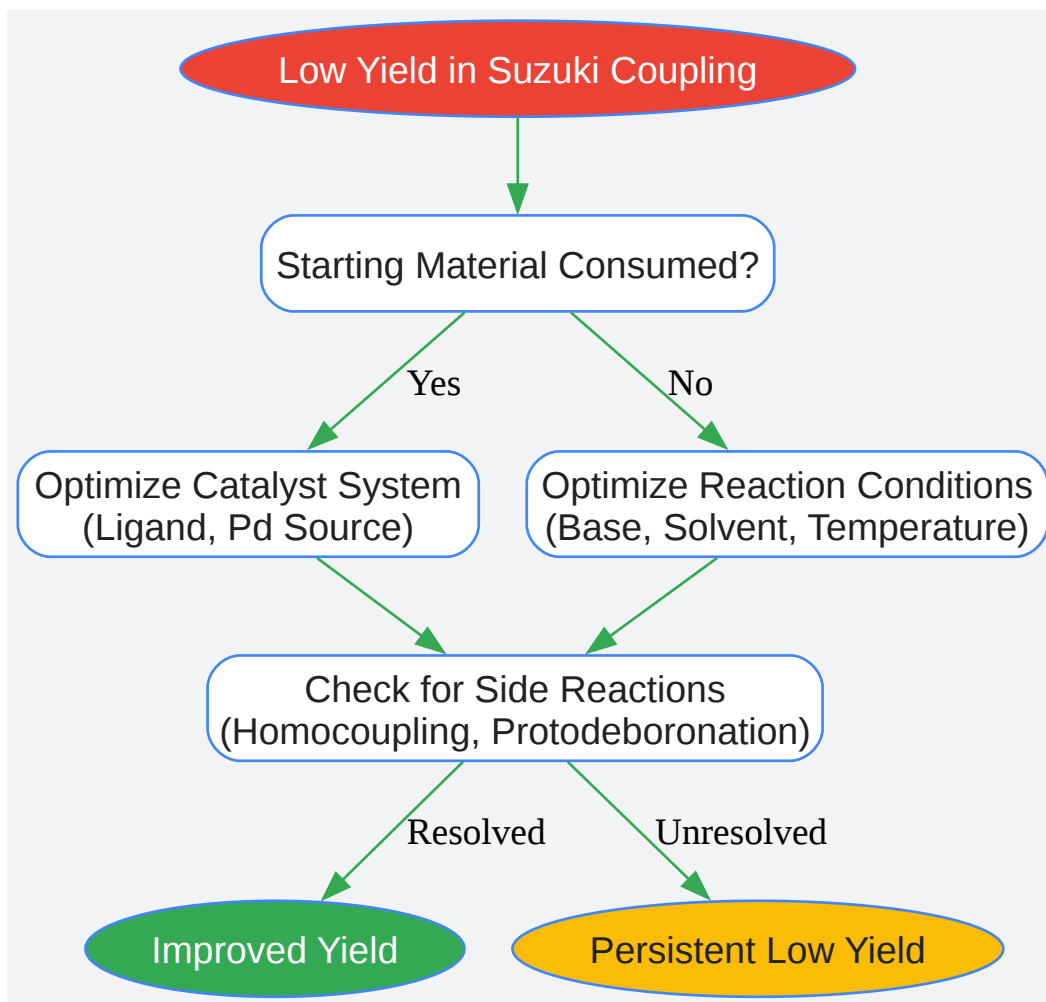 Low Yield in Suzuki Coupling
Starting Material Consumed?
Yes
No
Optimize Catalyst System
(Ligand, Pd Source)
Optimize Reaction Conditions
(Base, Solvent, Temperature)
Check for Side Reactions
(Homocoupling, Protodeboronation)
Resolved
Unresolved
Improved Yield
Persistent Low Yield